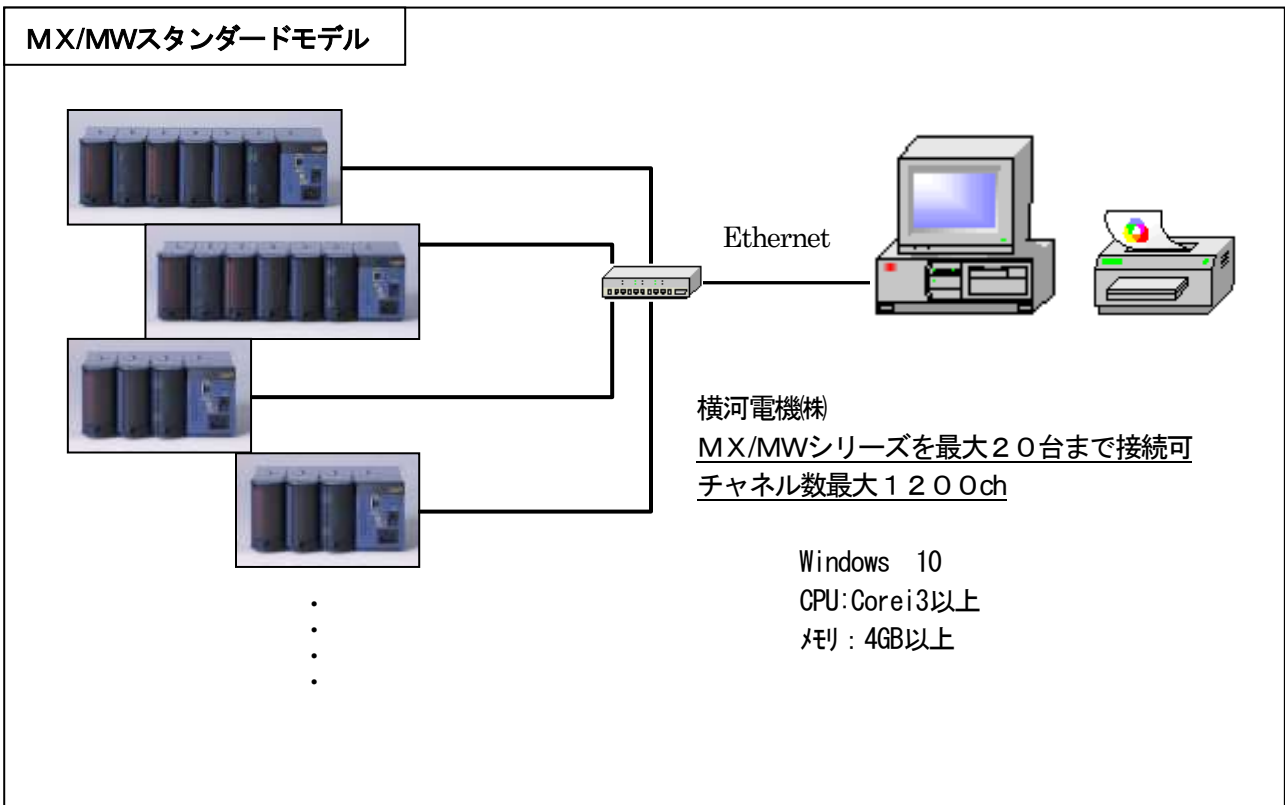 ＭＸ/MWスタンダードモデル
Ethernet
横河電機㈱
ＭＸ/ＭＷシリーズを最大２０台まで接続可
チャネル数最大１２００ch
Windows　10
CPU:Corei3以上
ﾒﾓﾘ：4GB以上